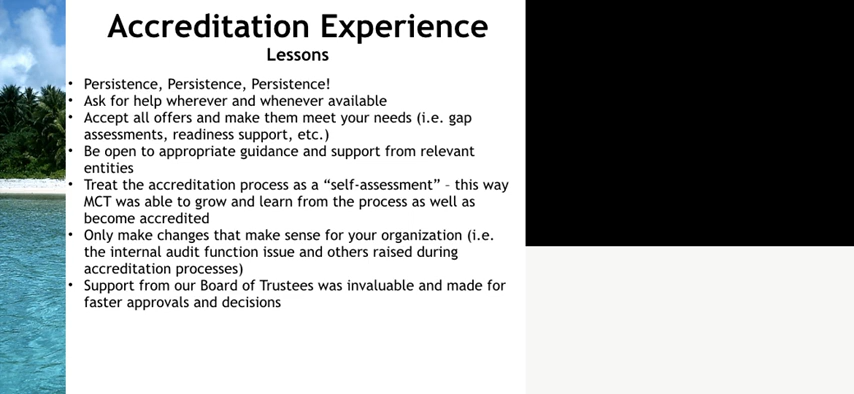 Accreditation Experience
Lessons
• Persistence, Persistence, Persistence!
• Ask for help wherever and whenever available
• Accept all offers and make them meet your needs (i.e. gap
assessments, readiness support, etc.)
• Be open to appropriate guidance and support from relevant
entities
• Treat the accreditation process as a “self-assessment” – this way
MCT was able to grow and learn from the process as well as
become accredited
• Only make changes that make sense for your organization (i.e.
the internal audit function issue and others raised during
accreditation processes)
• Support from our Board of Trustees was invaluable and made for
faster approvals and decisions